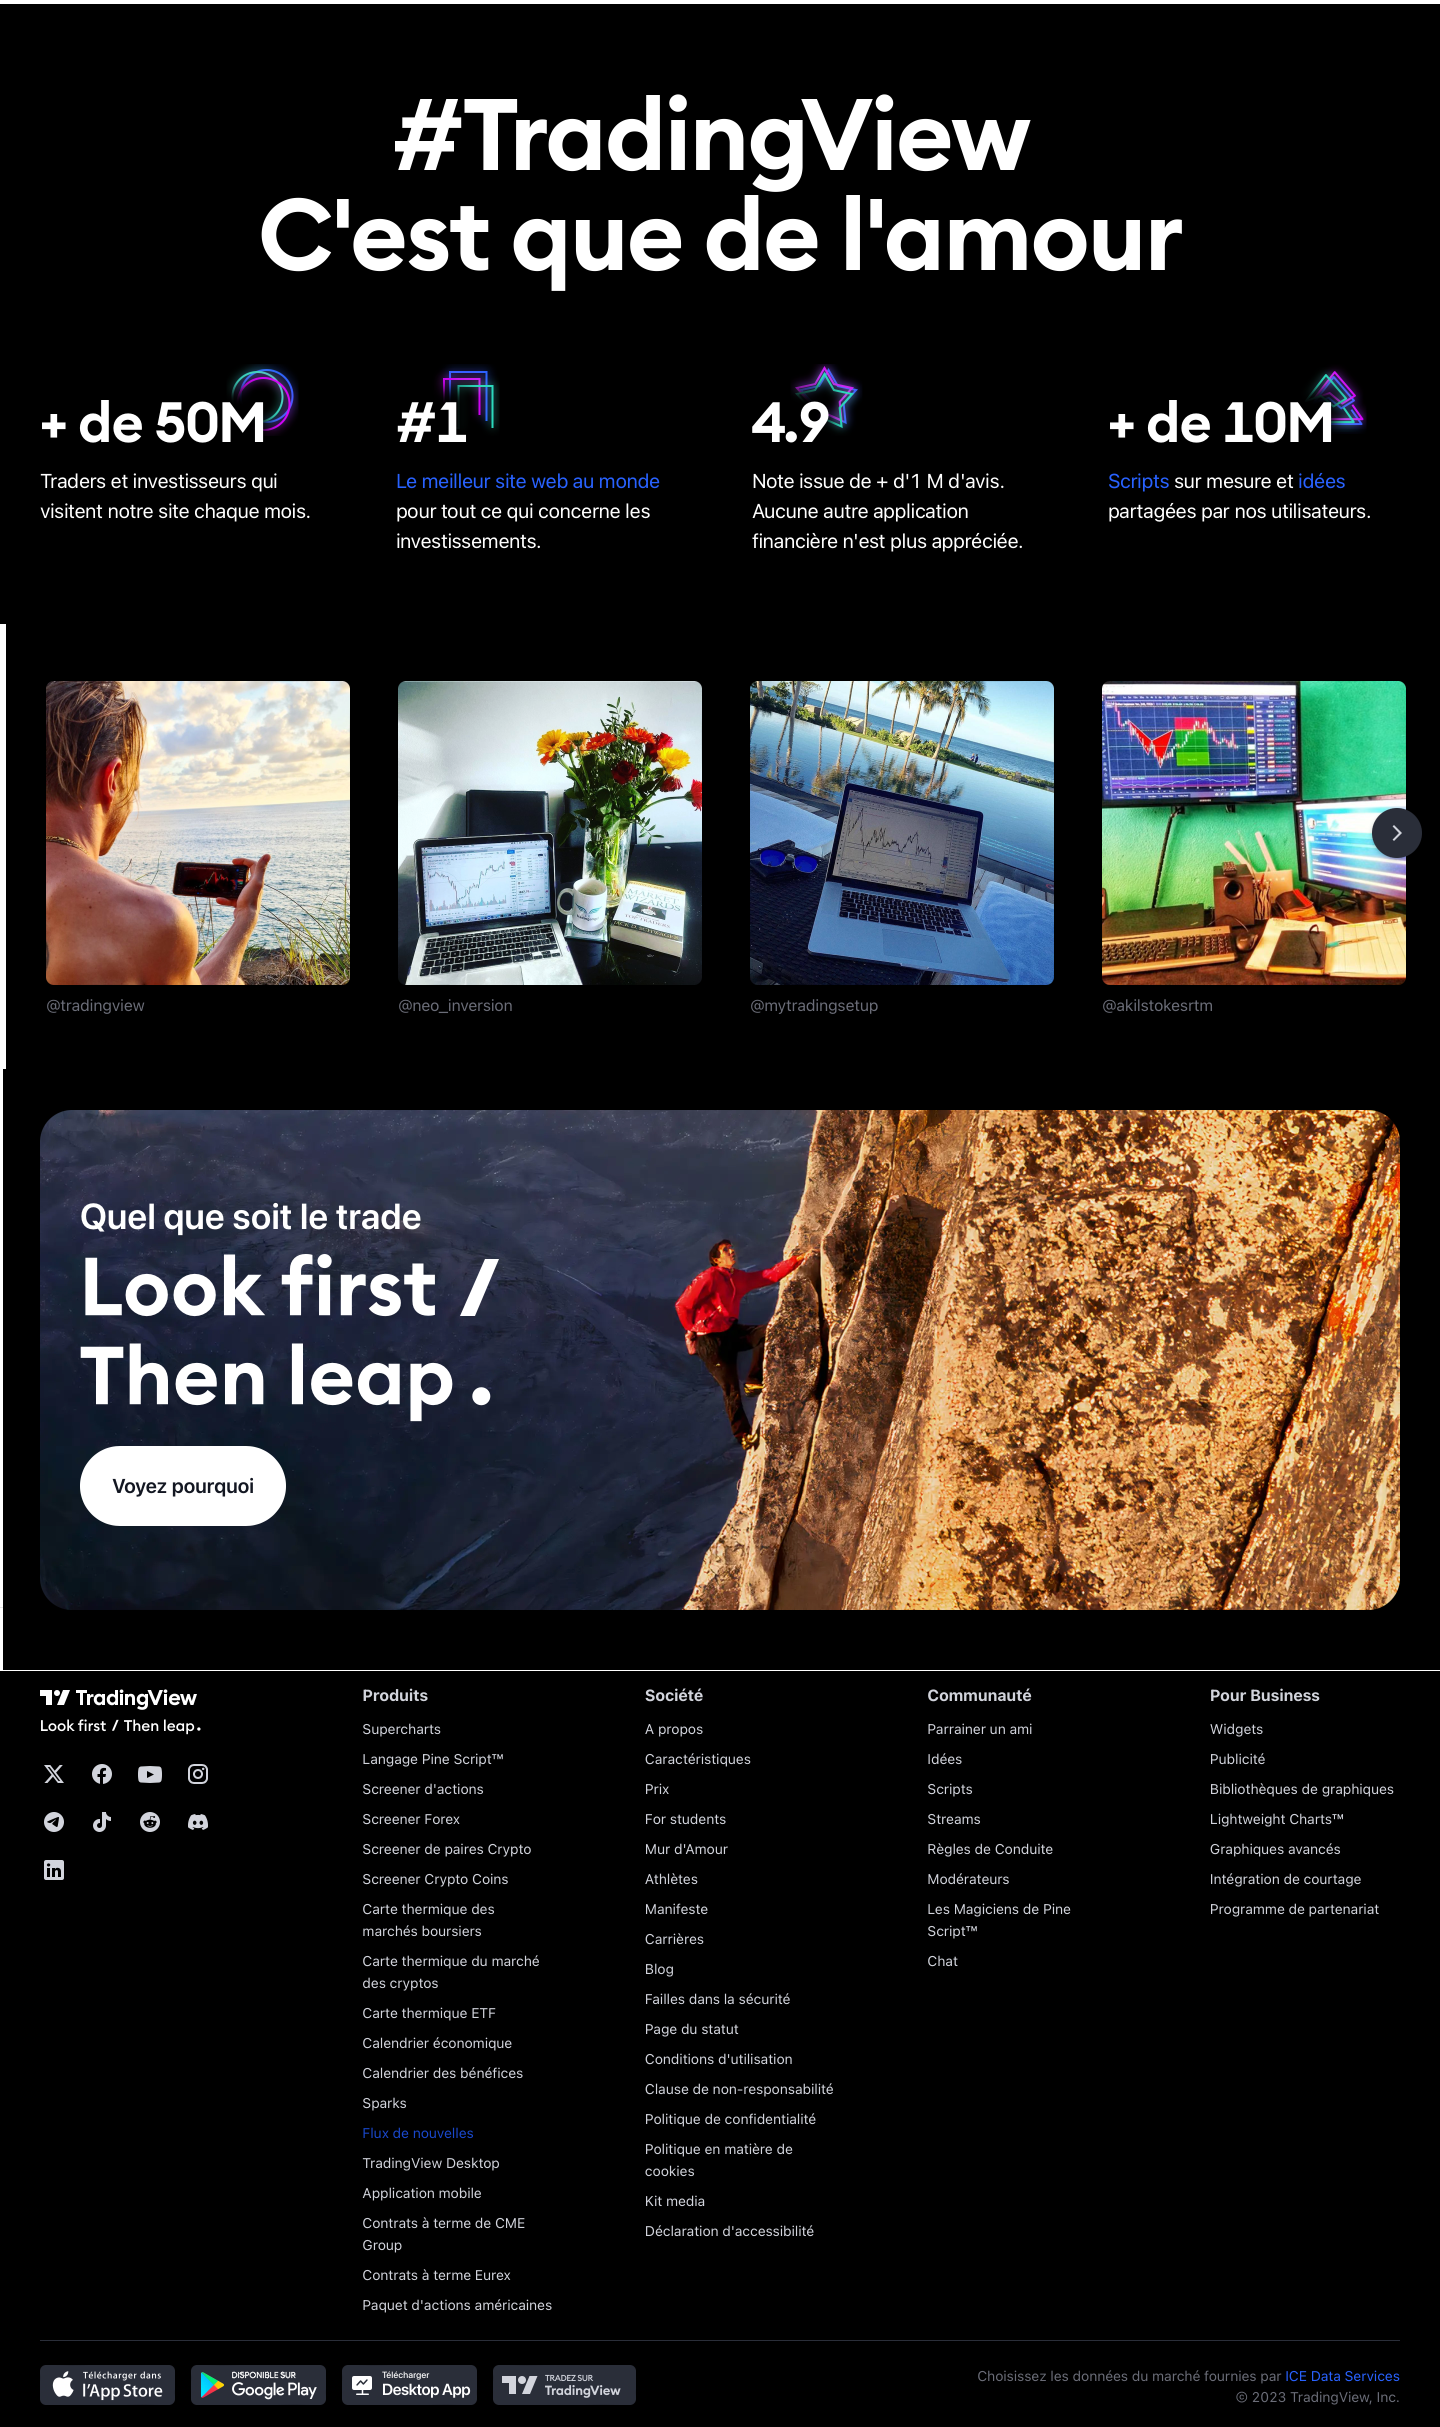 #TradingView
C'est que de l'amour
+ de 50M
Traders et investisseurs qui
visitent notre site chaque mois.
#1
Le meilleur site web au monde
pour tout ce qui concerne les
investissements.
4.9
Note issue de + d'1 M d'avis.
Aucune autre application
financière n'est plus appréciée.
+ de 10M
Scripts sur mesure et idées
partagées par nos utilisateurs.
MARKET
WIZARDS
@tradingview
@neo_inversion
@mytradingsetup
@akilstokesrtm
Quel que soit le trade
Look first /
Then leap.
Voyez pourquoi
TradingView
Look first / Then leap.
Produits
Supercharts
Langage Pine Script™
Screener d'actions
Screener Forex
Screener de paires Crypto
Screener Crypto Coins
Carte thermique des
marchés boursiers
Carte thermique du marché
des cryptos
Carte thermique ETF
Calendrier économique
Calendrier des bénéfices
Sparks
Flux de nouvelles
TradingView Desktop
Application mobile
Contrats à terme de CME
Group
Contrats à terme Eurex
Paquet d'actions américaines
Société
A propos
Caractéristiques
Prix
For students
Mur d'Amour
Athlètes
Manifeste
Carrières
Blog
Failles dans la sécurité
Page du statut
Conditions d'utilisation
Clause de non-responsabilité
Politique de confidentialité
Politique en matière de
cookies
Kit media
Déclaration d'accessibilité
Communauté
Parrainer un ami
Idées
Scripts
Streams
Règles de Conduite
Modérateurs
Les Magiciens de Pine
Script™
Chat
Pour Business
Widgets
Publicité
Bibliothèques de graphiques
Lightweight Charts™
Graphiques avancés
Intégration de courtage
Programme de partenariat
Télécharger dans
l'App Store
DISPONIBLE SUR
Google Play
Télécharger
Desktop App
TRADEZ SUR
TradingView
Choisissez les données du marché fournies par ICE Data Services
© 2023 TradingView, Inc.